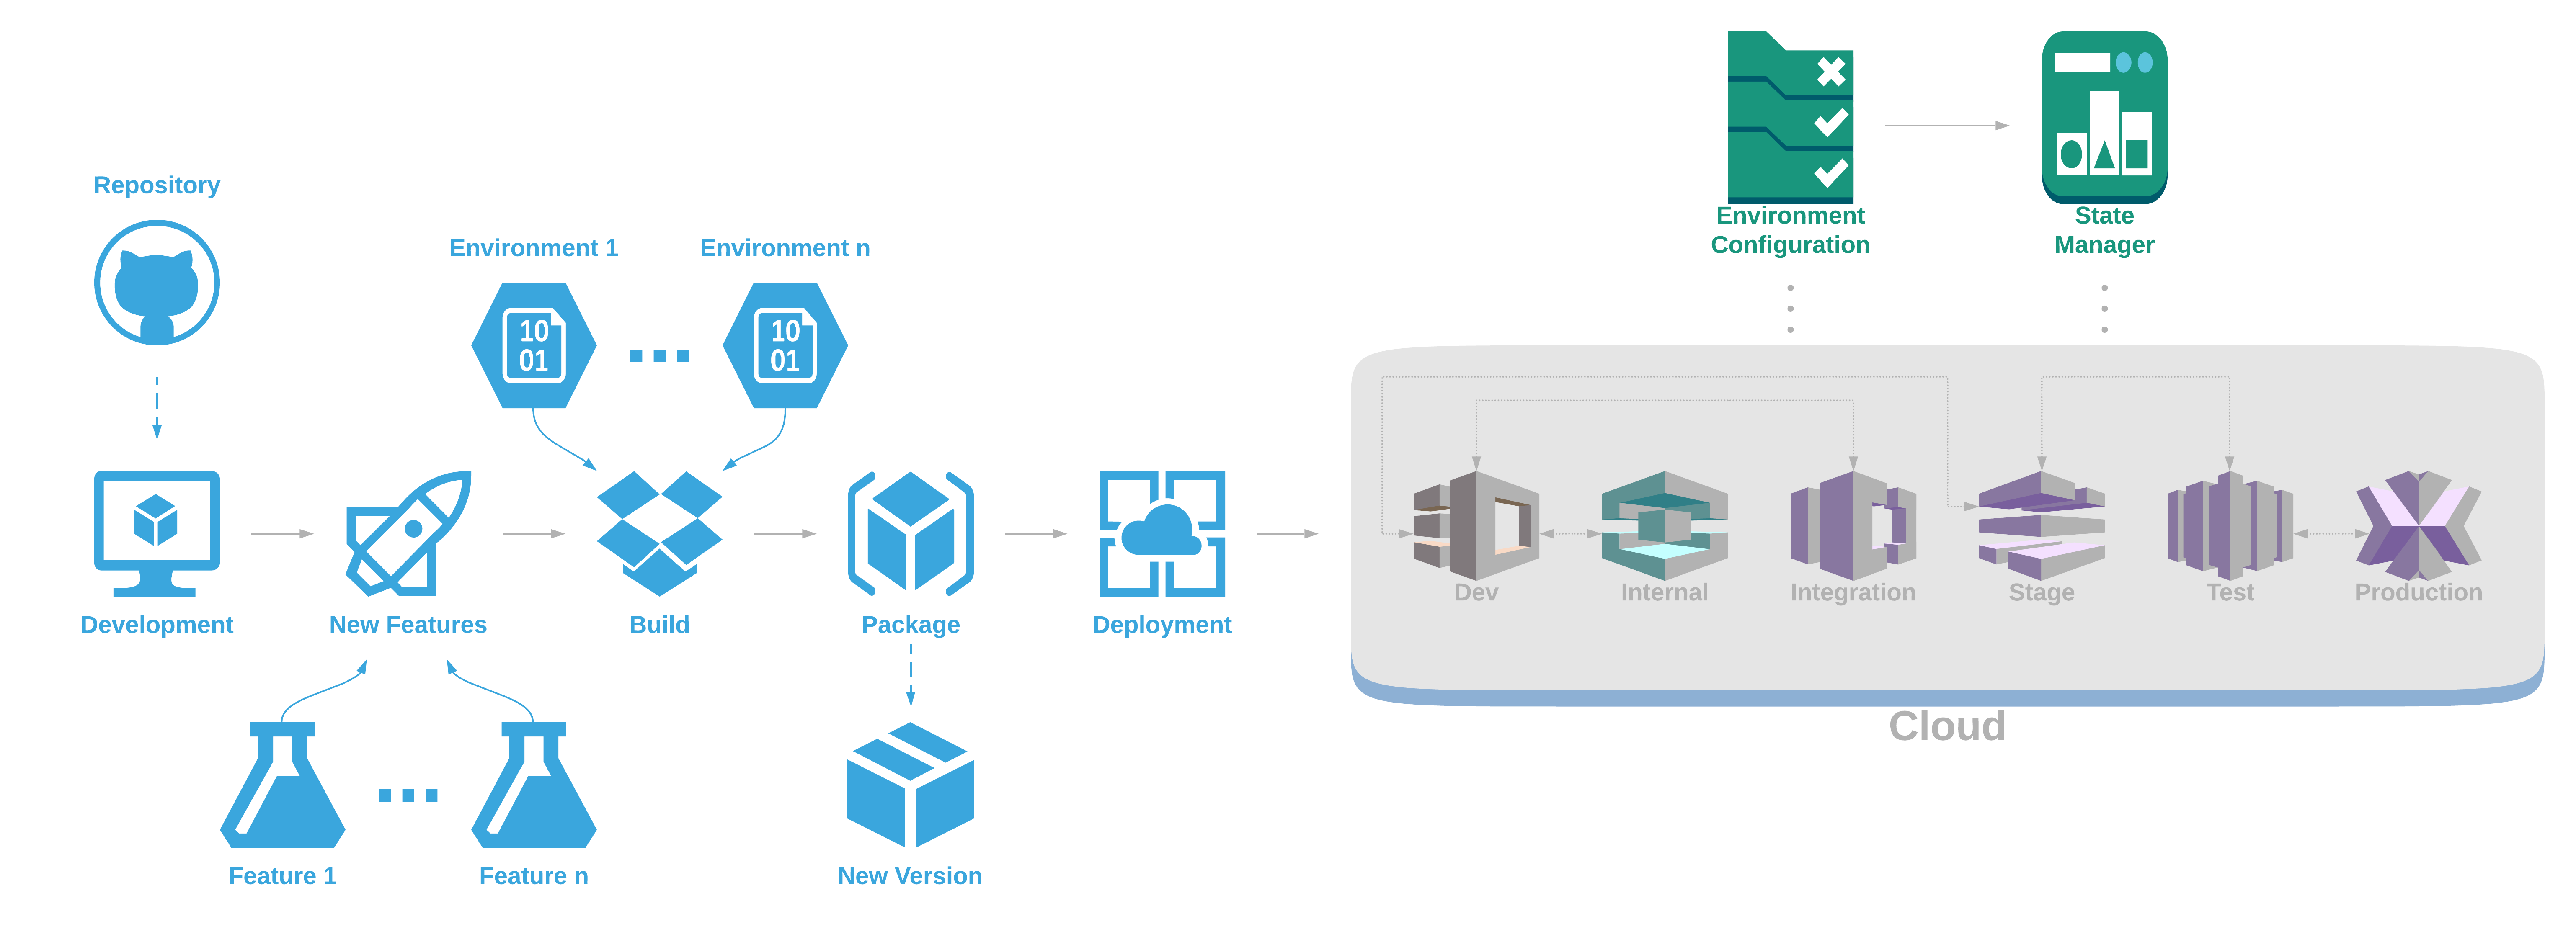 Environment
Configuration
State
Manager
Repository
Environment 1
Environment n
10
01
10
01
Development
New Features
Build
Package
Deployment
Dev
Internal
Integration
Stage
Test
Production
Cloud
Feature 1
Feature n
New Version